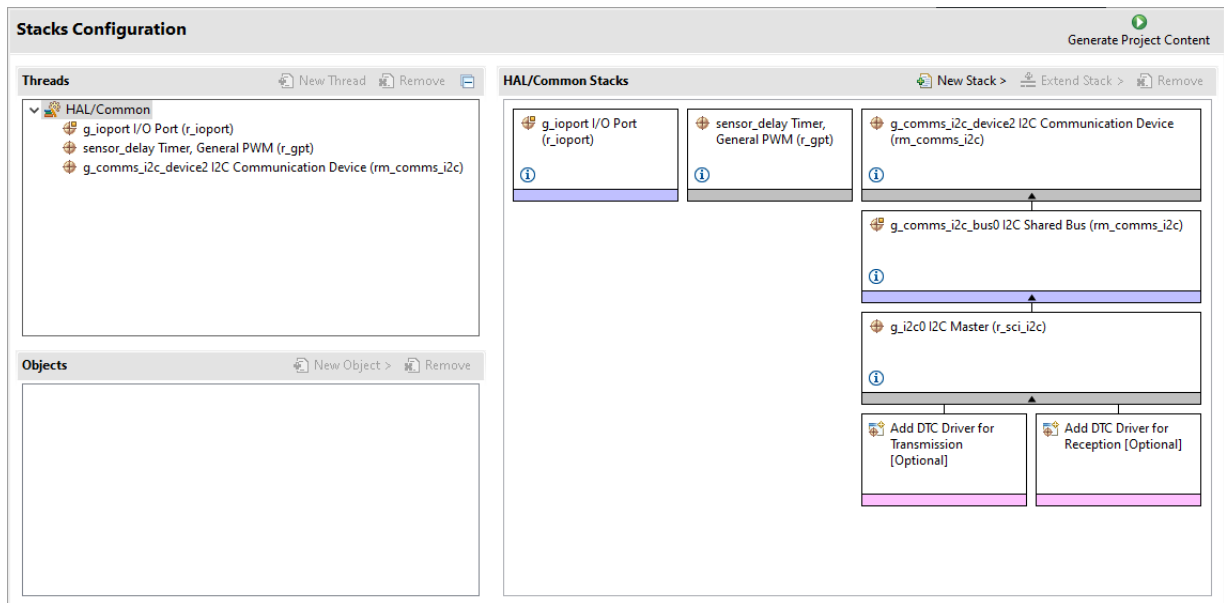 Stacks Configuration
Generate Project Content
Threads
New Thread
Remove
HAL/Common
g_ioport I/O Port (r_ioport)
sensor_delay Timer, General PWM (r_gpt)
g_comms_i2c_device2 I2C Communication Device (rm_comms_i2c)
Objects
New Object >
Remove
HAL/Common Stacks
New Stack >
Extend Stack >
Remove
g_ioport I/O Port
(r_ioport)
sensor_delay Timer,
General PWM (r_gpt)
g_comms_i2c_device2 I2C Communication Device
(rm_comms_i2c)
g_comms_i2c_bus0 I2C Shared Bus (rm_comms_i2c)
g_i2c0 I2C Master (r_sci_i2c)
Add DTC Driver for
Transmission
[Optional]
Add DTC Driver for
Reception [Optional]